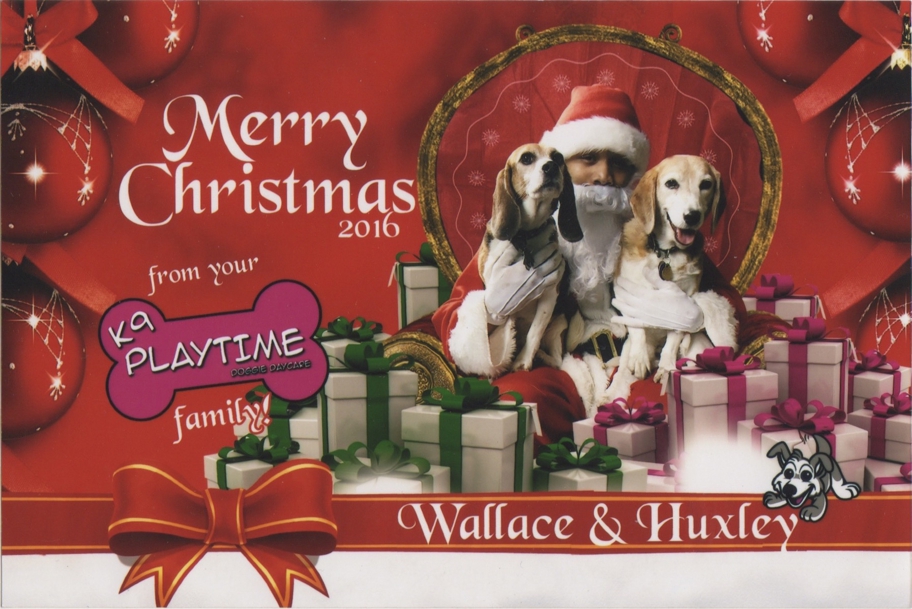 Merry
Christmas
2016
from your
K9
PLAYTIME
DOGGIE DAYCARE
family!
Wallace & Huxley